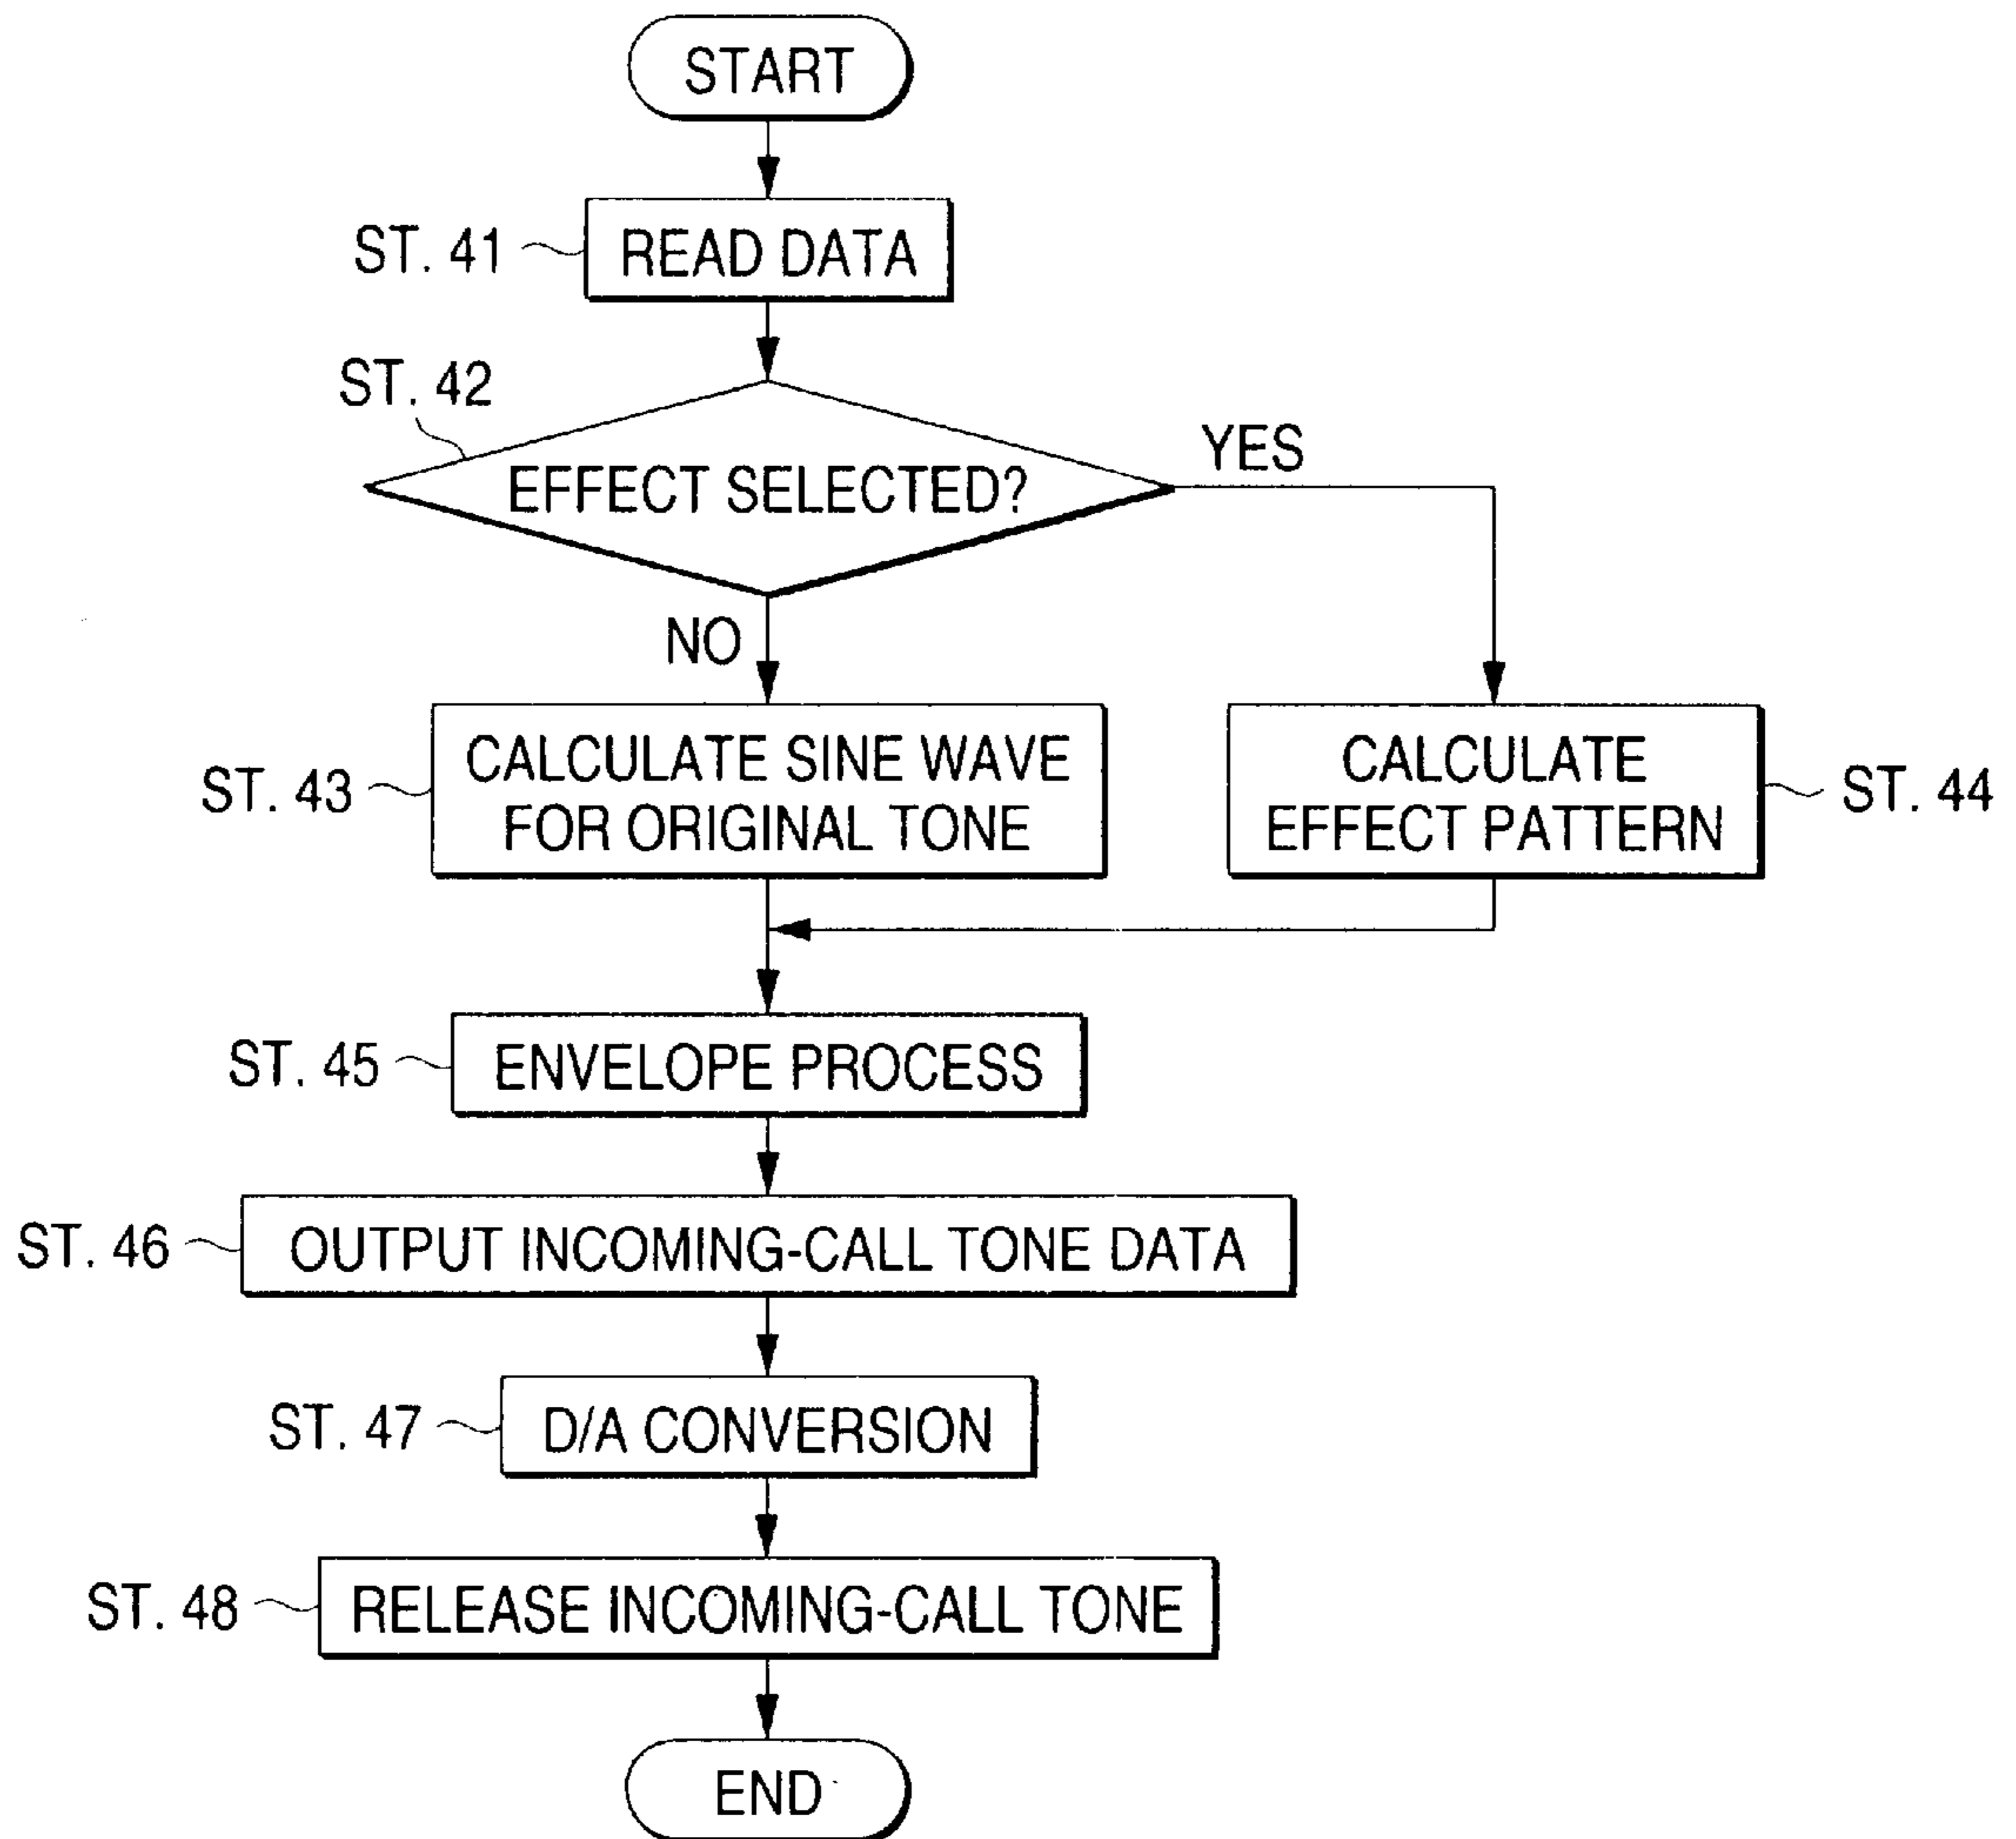 START
ST. 41
READ DATA
ST. 42
EFFECT SELECTED?
YES
NO
ST. 43
CALCULATE SINE WAVE
FOR ORIGINAL TONE
CALCULATE
EFFECT PATTERN
ST. 44
ST. 45
ENVELOPE PROCESS
ST. 46
OUTPUT INCOMING-CALL TONE DATA
ST. 47
D/A CONVERSION
ST. 48
RELEASE INCOMING-CALL TONE
END